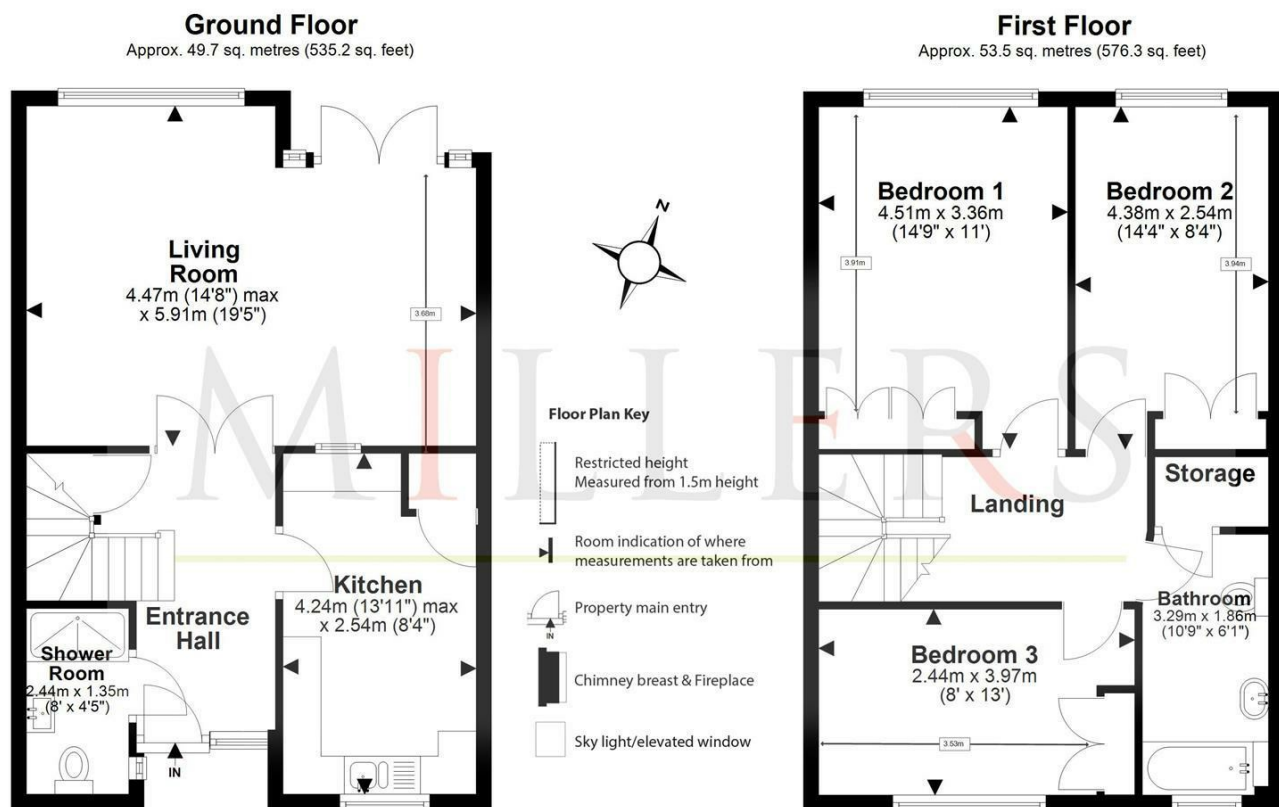 Ground Floor
Approx. 49.7 sq. metres (535.2 sq. feet)
Living
Room
4.47m (14'8") max
x 5.91m (19'5")
3.68m
Kitchen
4.24m (13'11") max
x 2.54m (8'4")
Entrance
Hall
Shower
Room
2.44m x 1.35m
(8' x 4'5")
IN
N
MILLERS
Floor Plan Key
Restricted height
Measured from 1.5m height
Room indication of where
measurements are taken from
Property main entry
IN
Chimney breast & Fireplace
Sky light/elevated window
First Floor
Approx. 53.5 sq. metres (576.3 sq. feet)
Bedroom 1
4.51m x 3.36m
(14'9" x 11')
3.91m
Bedroom 2
4.38m x 2.54m
(14'4" x 8'4")
3.94m
Storage
Landing
Bathroom
3.29m x 1.86m
(10'9" x 6'1")
Bedroom 3
2.44m x 3.97m
(8' x 13')
3.53m